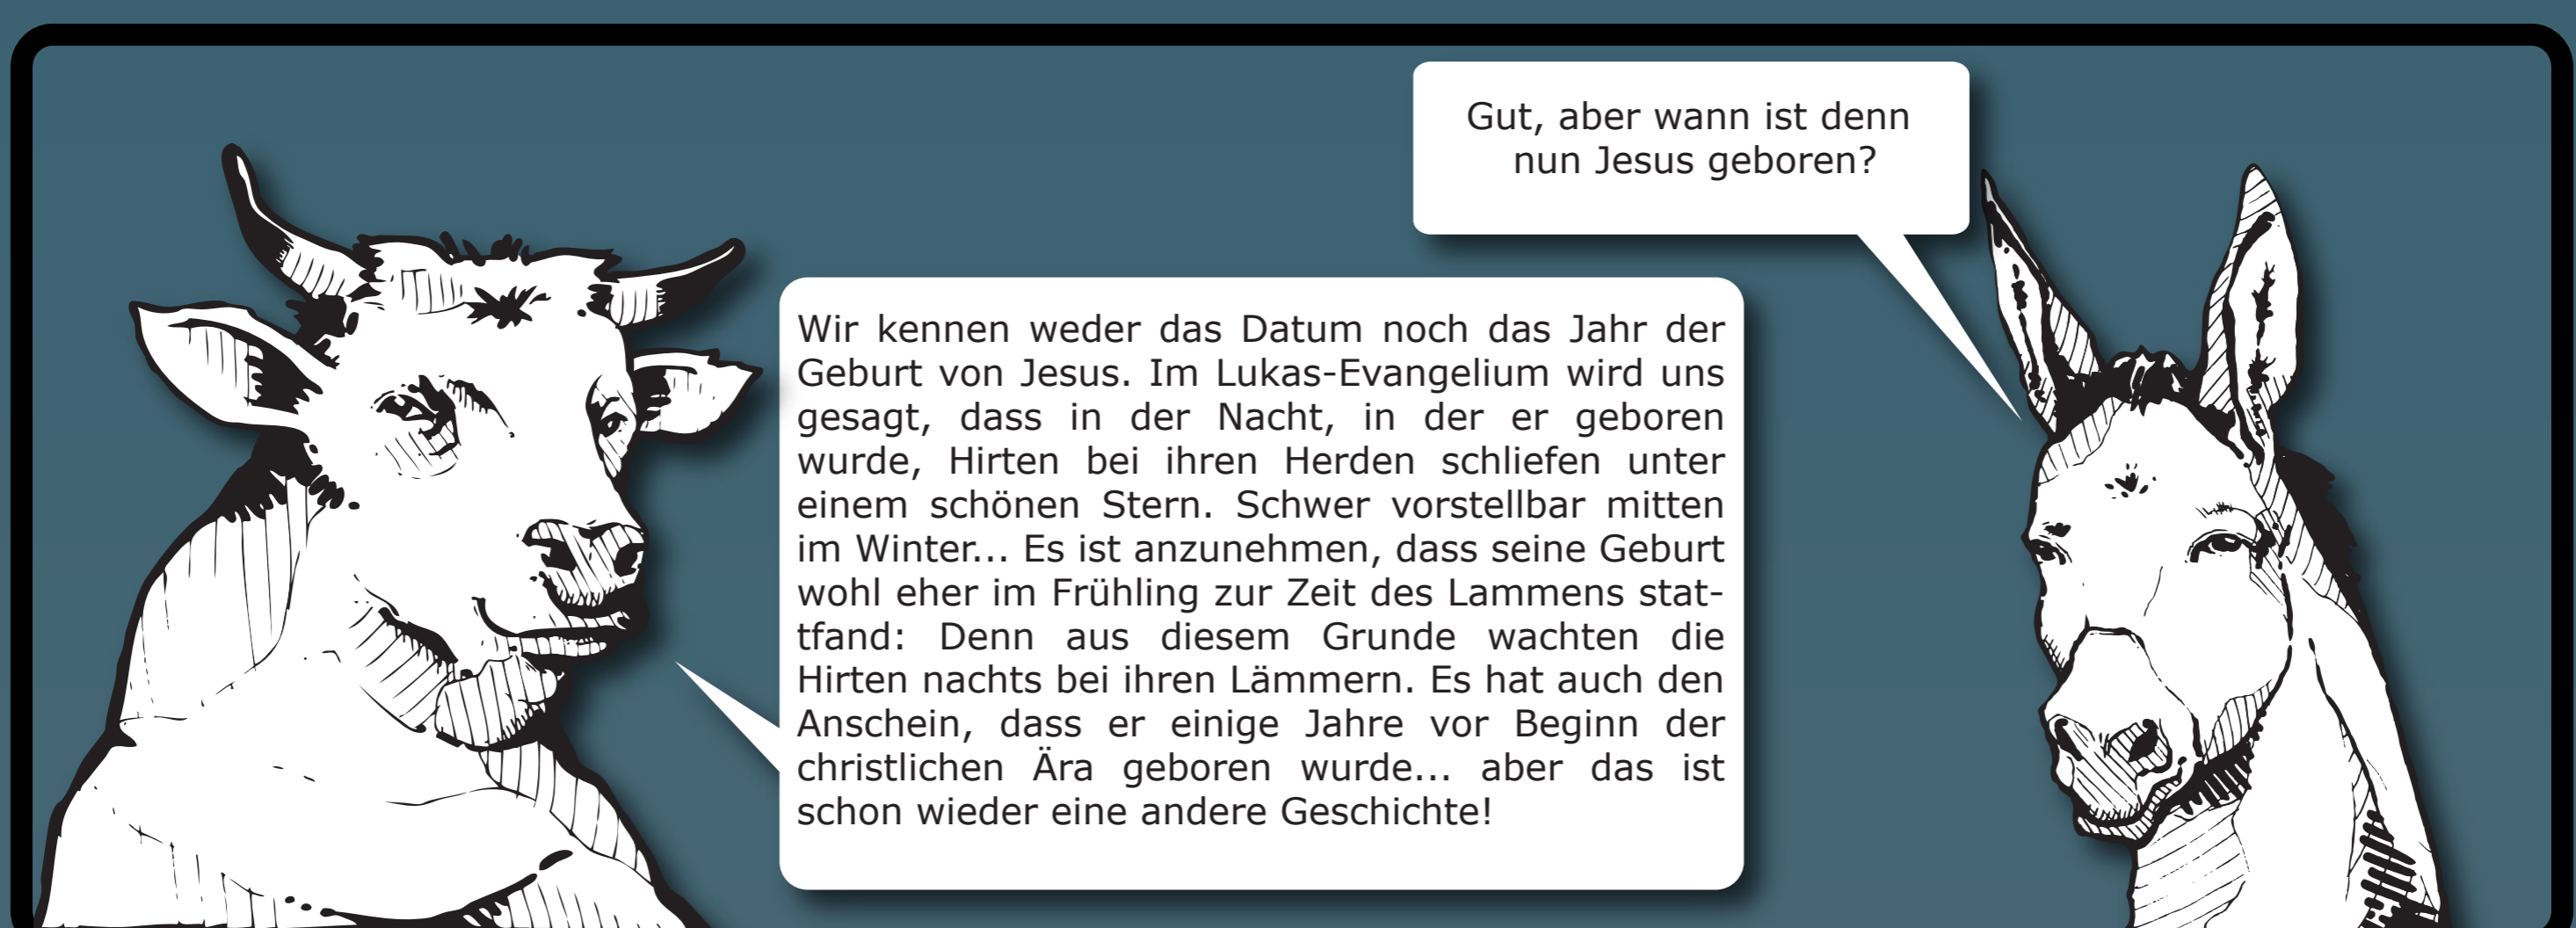 Gut, aber wann ist denn
nun Jesus geboren?
Wir kennen weder das Datum noch das Jahr der
Geburt von Jesus. Im Lukas-Evangelium wird uns
gesagt, dass in der Nacht, in der er geboren
wurde, Hirten bei ihren Herden schliefen unter
einem schönen Stern. Schwer vorstellbar mitten
im Winter... Es ist anzunehmen, dass seine Geburt
wohl eher im Frühling zur Zeit des Lammens stat-
tfand: Denn aus diesem Grunde wachten die
Hirten nachts bei ihren Lämmern. Es hat auch den
Anschein, dass er einige Jahre vor Beginn der
christlichen Ära geboren wurde... aber das ist
schon wieder eine andere Geschichte!